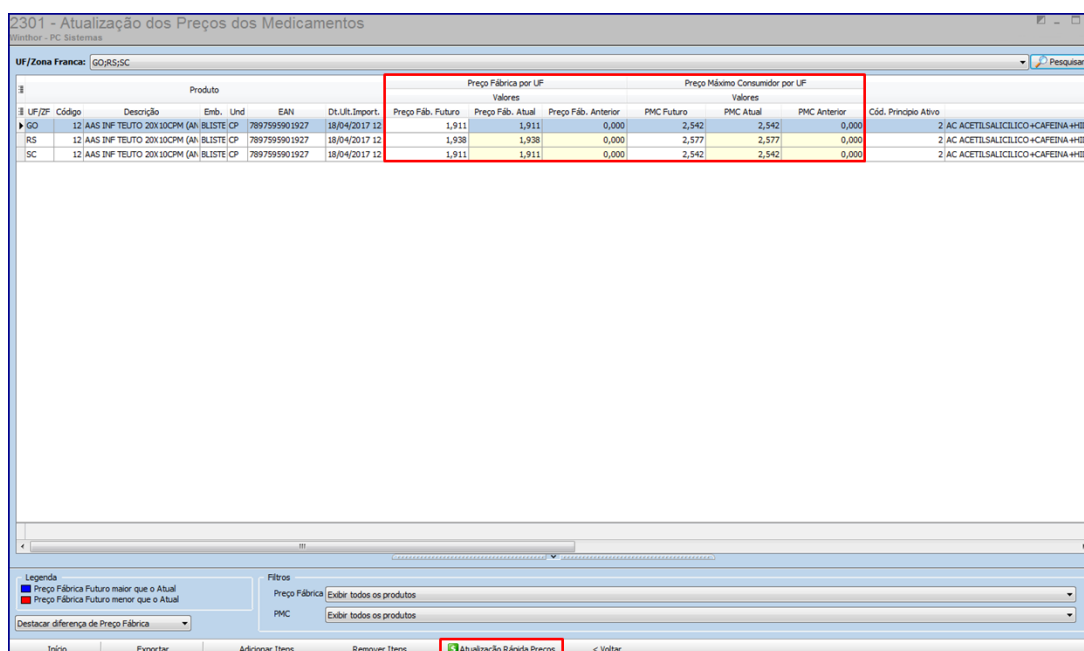 2301 - Atualização dos Preços dos Medicamentos
Winthor - PC Sistemas
UF/Zona Franca: GO;RS;SC Pesquisar
Produto Preço Fábrica por UF Preço Máximo Consumidor por UF
Valores Valores
UF/ZF Código Descrição Emb. Und EAN Dt.Ult.Import. Preço Fáb. Futuro Preço Fáb. Atual Preço Fáb. Anterior PMC Futuro PMC Atual PMC Anterior Cód. Principio Ativo
GO 12 AAS INF TEUTO 20X10CPM (AN BLISTE CP 7897595901927 18/04/2017 12 1,911 1,911 0,000 2,542 2,542 0,000 2 AC ACETILSALICILICO+CAFEINA+HI
RS 12 AAS INF TEUTO 20X10CPM (AN BLISTE CP 7897595901927 18/04/2017 12 1,938 1,938 0,000 2,577 2,577 0,000 2 AC ACETILSALICILICO+CAFEINA+HI
SC 12 AAS INF TEUTO 20X10CPM (AN BLISTE CP 7897595901927 18/04/2017 12 1,911 1,911 0,000 2,542 2,542 0,000 2 AC ACETILSALICILICO+CAFEINA+HI
Legenda Filtros
Preço Fábrica Futuro maior que o Atual
Preço Fábrica Exibir todos os produtos
Preço Fábrica Futuro menor que o Atual
PMC Exibir todos os produtos
Destacar diferença de Preço Fábrica
Início Exportar Adicionar Itens Remover Itens Atualização Rápida Preços < Voltar